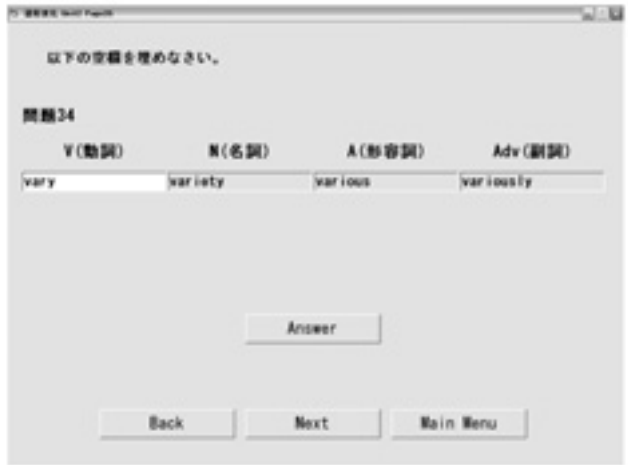 以下の空欄を埋めなさい。
問題34
V(動詞) N(名詞) A(形容詞) Adv(副詞)
vary variety various variously
Answer
Back Next Main Menu